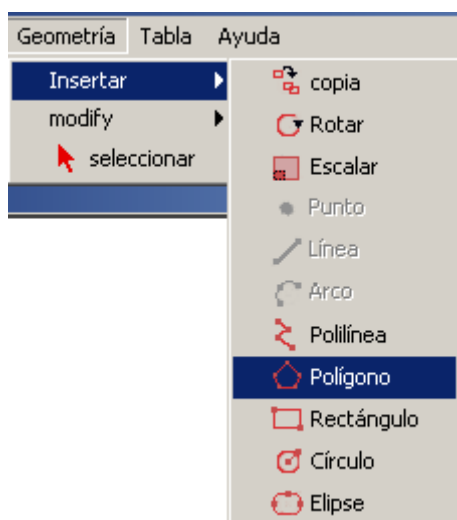 Geometría Tabla Ayuda
Insertar
modify
seleccionar
copia
Rotar
Escalar
Punto
Línea
Arco
Polilínea
Polígono
Rectángulo
Círculo
Elipse